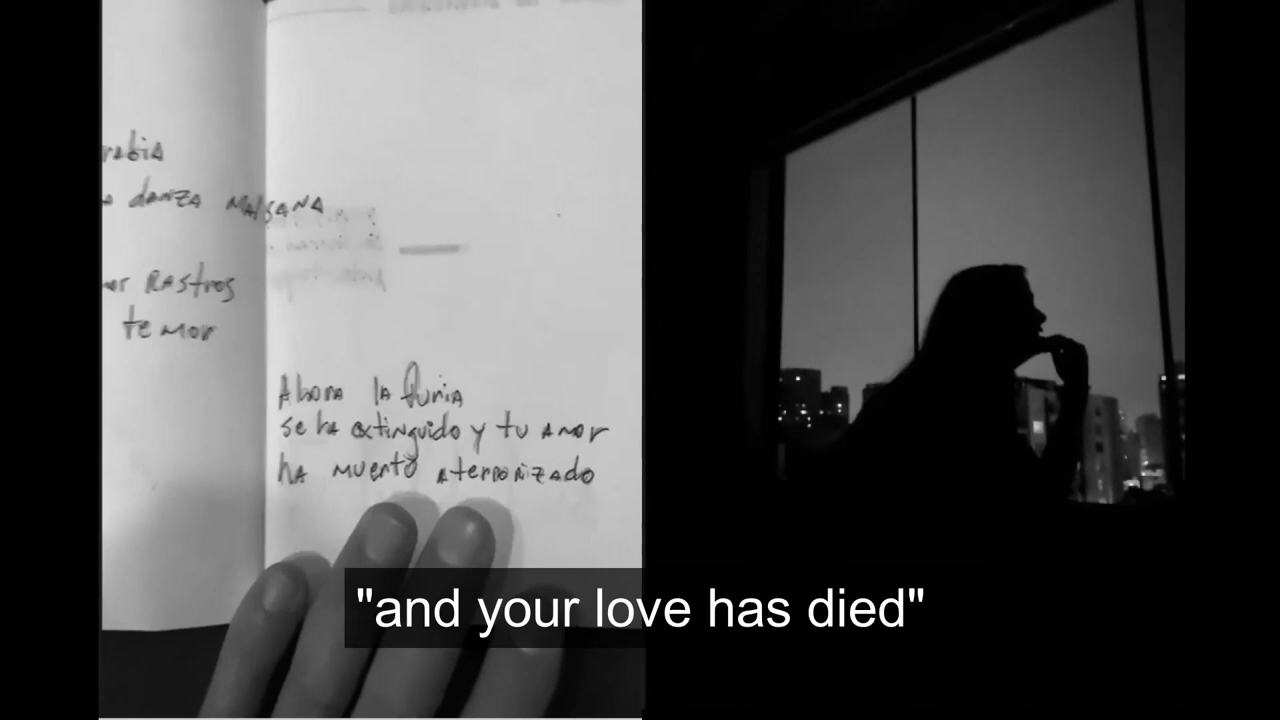 rabia
danza malsana
Rastros
temor
Ahora la furia
se ha extinguido y tu amor
ha muerto aterrorizado
"and your love has died"